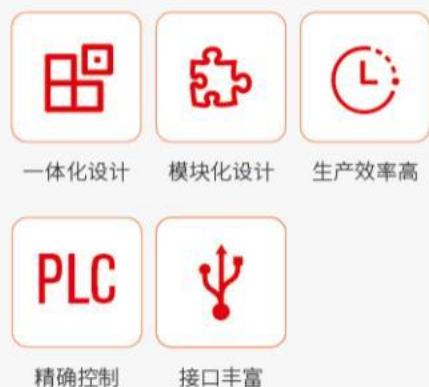 一体化设计
模块化设计
生产效率高
PLC
精确控制
接口丰富